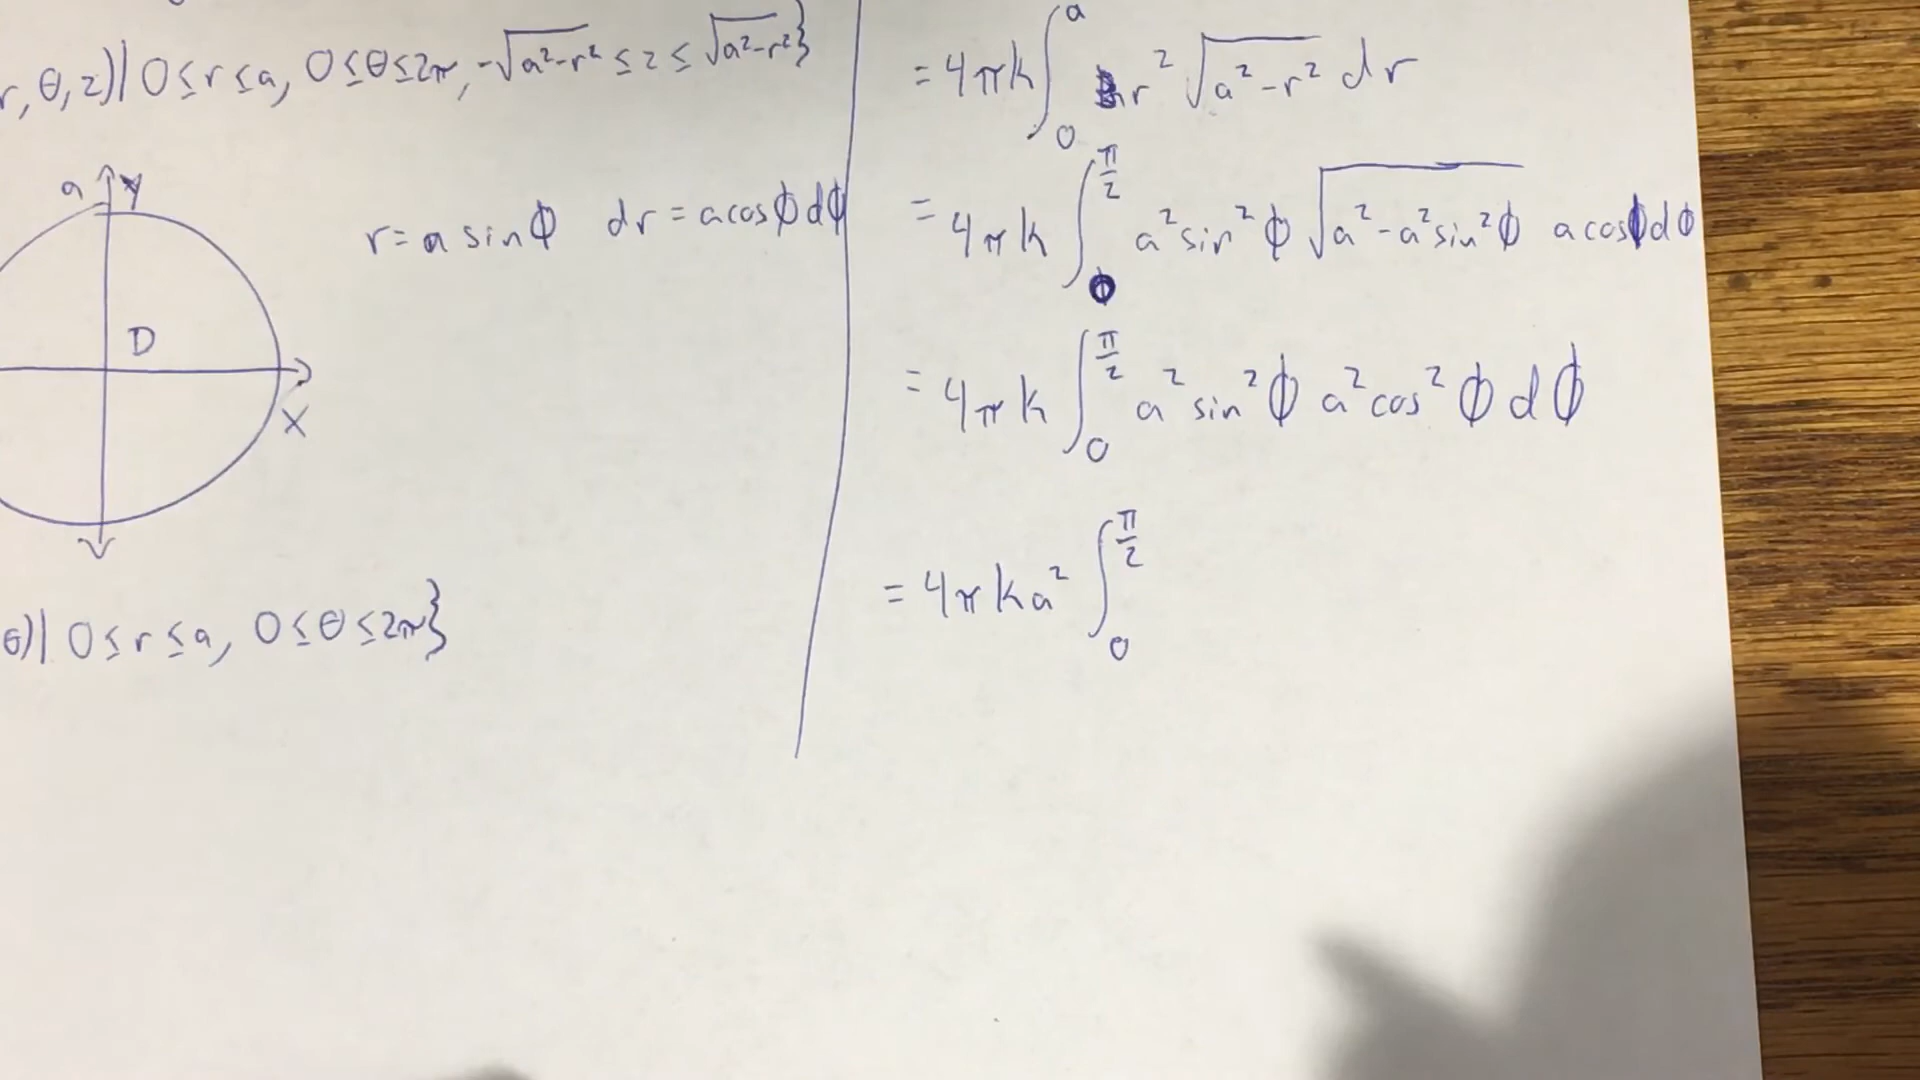 r, θ, z)| 0 ≤ r ≤ a, 0 ≤ θ ≤ 2π, -√(a²-r²) ≤ z ≤ √(a²-r²)}
a y
D
x
r = a sin ϕ dr = a cos ϕ dϕ
θ)| 0 ≤ r ≤ a, 0 ≤ θ ≤ 2π}
= 4πk ∫₀^a r² √(a²-r²) dr
= 4πk ∫₀^(π/2) a² sin² ϕ √(a²-a² sin² ϕ) a cos ϕ dϕ
= 4πk ∫₀^(π/2) a² sin² ϕ a² cos² ϕ dϕ
= 4πka² ∫₀^(π/2)